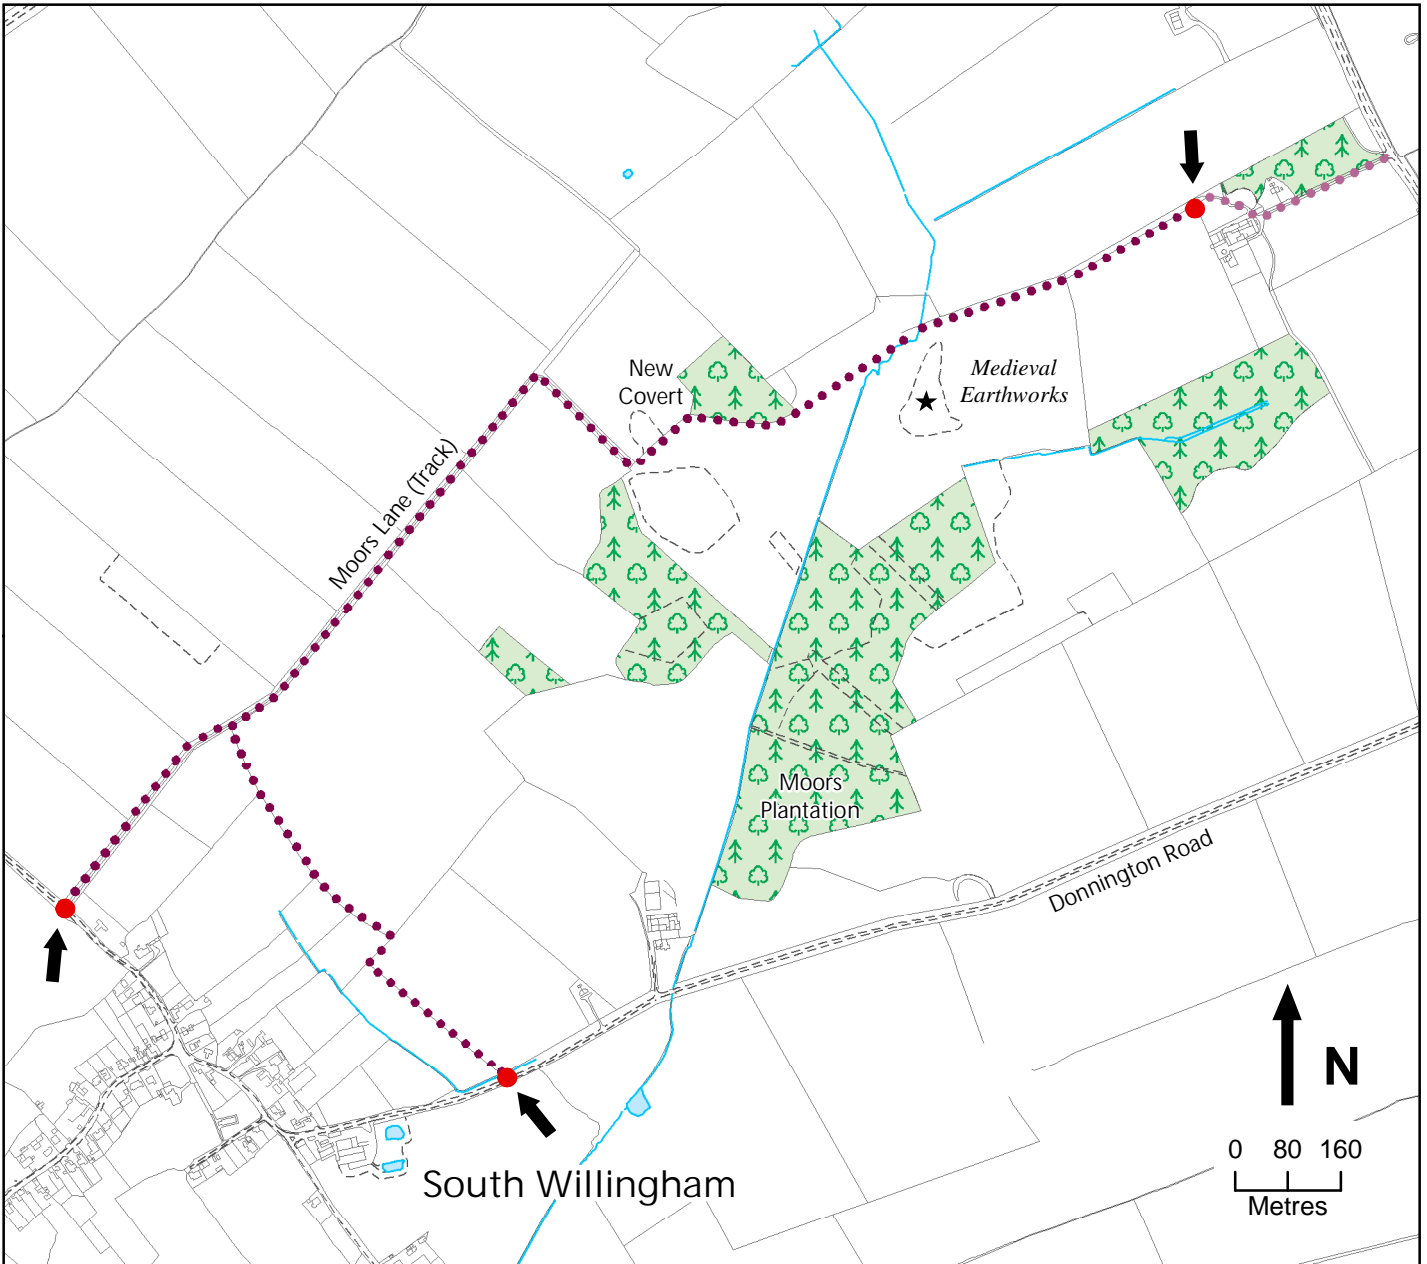 New
Covert
Medieval
Earthworks
Moors Lane (Track)
Moors
Plantation
Donnington Road
N
0 80 160
Metres
South Willingham